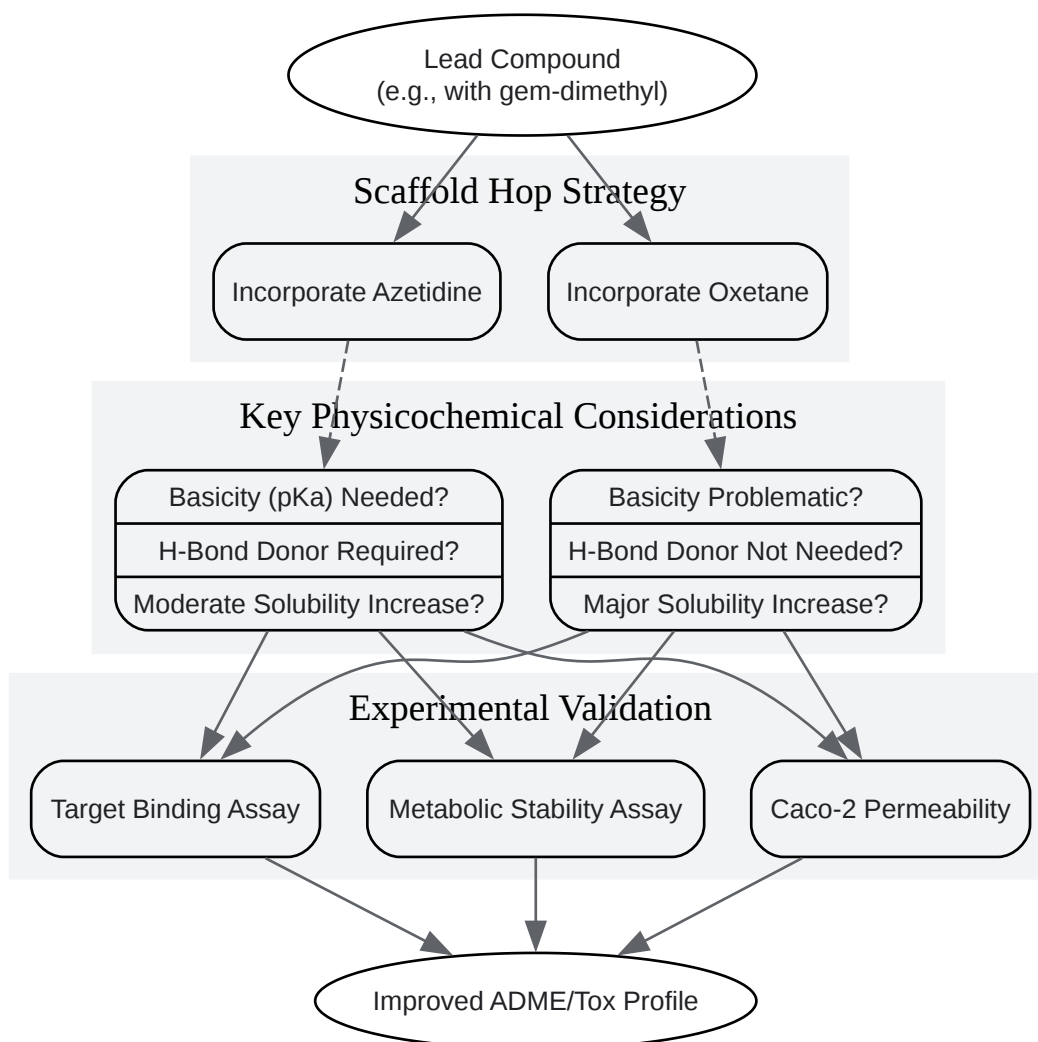 Lead Compound
(e.g., with gem-dimethyl)
Scaffold Hop Strategy
Incorporate Azetidine
Incorporate Oxetane
Key Physicochemical Considerations
Basicity (pKa) Needed?
H-Bond Donor Required?
Moderate Solubility Increase?
Basicity Problematic?
H-Bond Donor Not Needed?
Major Solubility Increase?
Experimental Validation
Target Binding Assay
Metabolic Stability Assay
Caco-2 Permeability
Improved ADME/Tox Profile